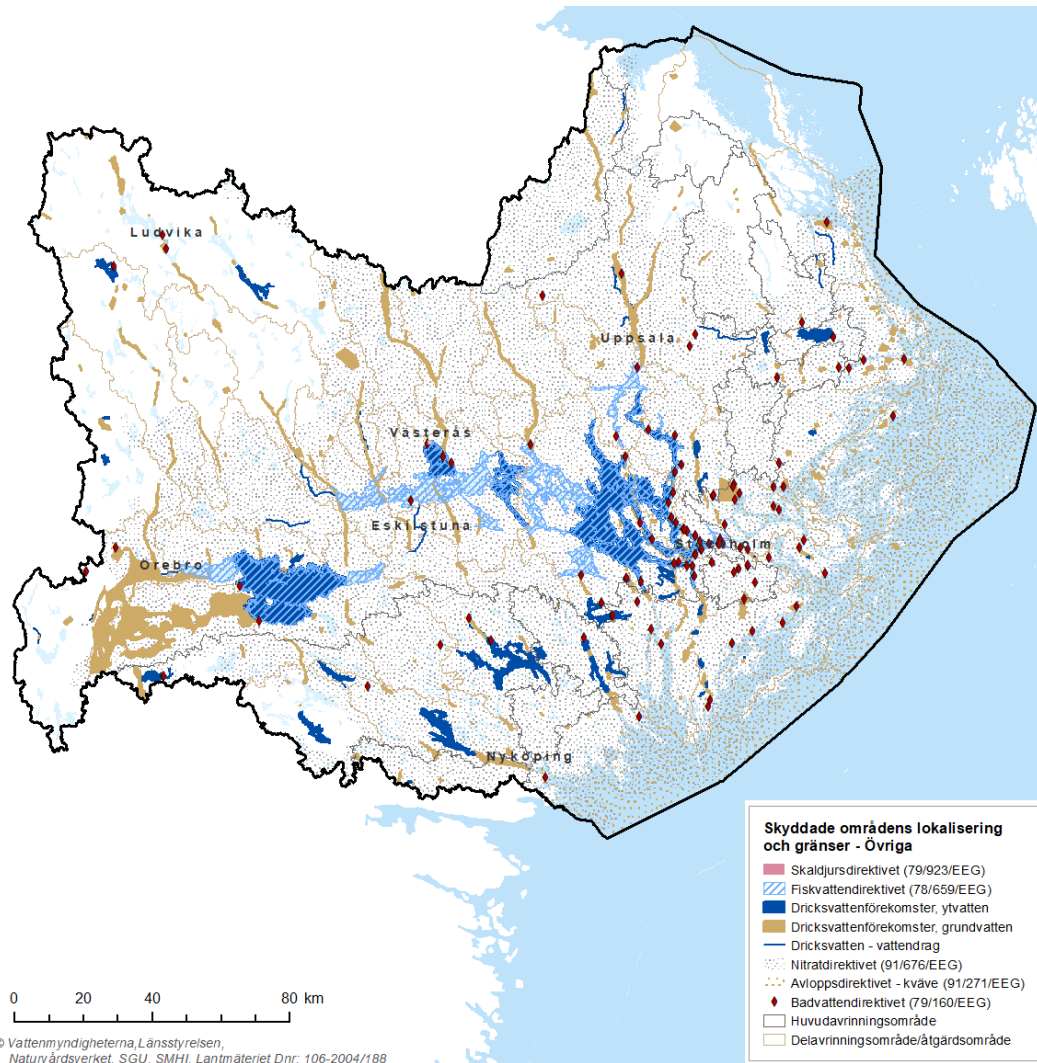 Ludvika
Uppsala
Västerås
Eskilstuna
Stockholm
Örebro
Nyköping
Skyddade områdens lokalisering
och gränser - Övriga
Skaldjursdirektivet (79/923/EEG)
Fiskvattendirektivet (78/659/EEG)
Dricksvattenförekomster, ytvatten
Dricksvattenförekomster, grundvatten
Dricksvatten - vattendrag
Nitratdirektivet (91/676/EEG)
Avloppsdirektivet - kväve (91/271/EEG)
Badvattendirektivet (79/160/EEG)
Huvudavrinningsområde
Delavrinningsområde/åtgärdsområde
0 20 40 80 km
© Vattenmyndigheterna,Länsstyrelsen,
Naturvårdsverket, SGU, SMHI, Lantmäteriet Dnr: 106-2004/188